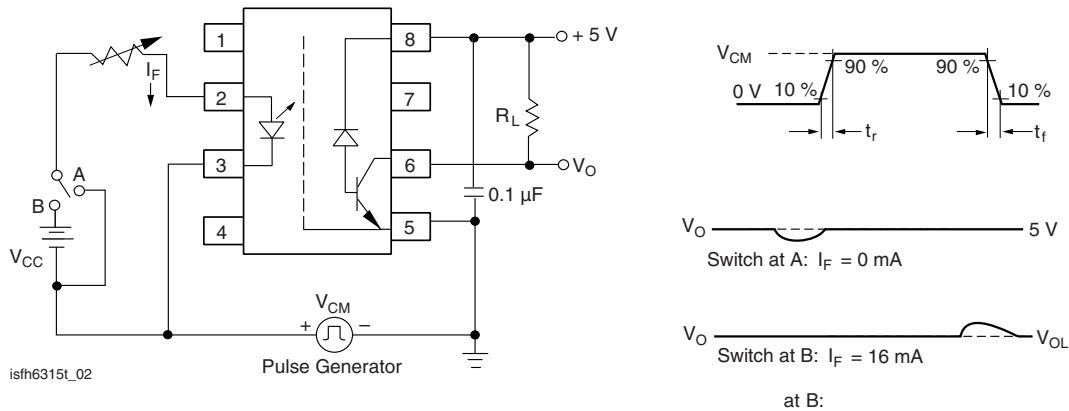 1
8
+ 5 V
I_F
2
7
R_L
3
6
V_O
A
B
4
5
0.1 µF
V_CC
V_CM
+
–
Pulse Generator
isfh6315t_02
V_CM
90 %
90 %
0 V
10 %
10 %
t_r
t_f
V_O
5 V
Switch at A: I_F = 0 mA
V_O
V_OL
Switch at B: I_F = 16 mA
at B: